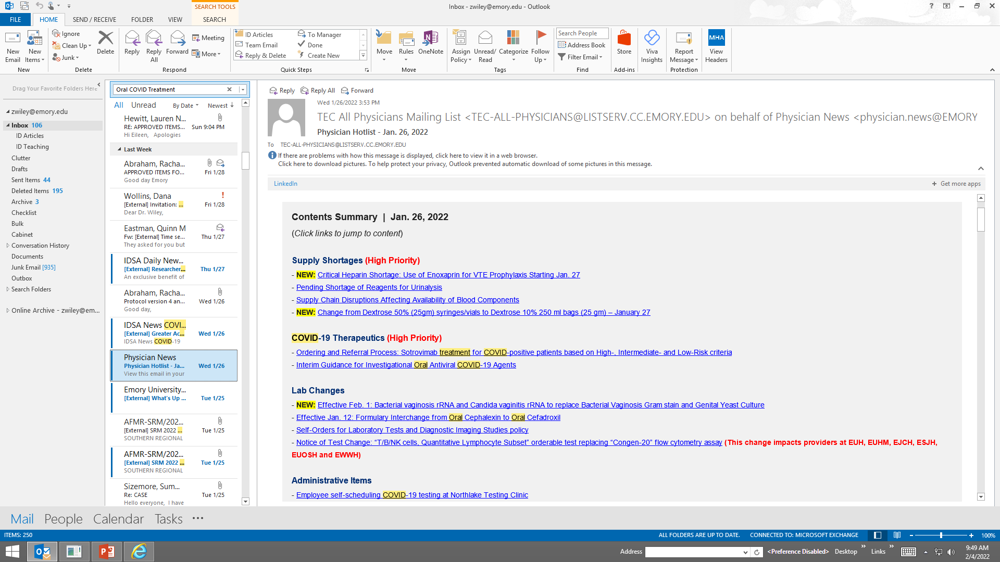 SEARCH TOOLS
Inbox - zwiley@emory.edu - Outlook
FILE HOME SEND / RECEIVE FOLDER VIEW SEARCH
New Email
New Items
New
Ignore
Clean Up
Junk
Delete
Delete
Reply
Reply All
Forward
Meeting
More
Respond
ID Articles
Team Email
Reply & Delete
To Manager
Done
Create New
Quick Steps
Move
Rules
OneNote
Move
Assign Policy
Unread/ Read
Categorize
Follow Up
Tags
Search People
Address Book
Filter Email
Find
Store
Add-ins
Viva Insights
Report Message
Protection
MHA
View Headers
Drag Your Favorite Folders Here
zwiley@emory.edu
Inbox 106
ID Articles
ID Teaching
Clutter
Drafts
Sent Items 44
Deleted Items 195
Archive 3
Checklist
Bulk
Cabinet
Conversation History
Documents
Junk Email [935]
Outbox
Search Folders
Online Archive - zwiley@em...
Oral COVID Treatment
All Unread By Date Newest
Hewitt, Lauren N...
RE: APPROVED ITEMS... Sun 9:04 PM
Hi Eileen, Apologies
Last Week
Abraham, Racha...
APPROVED ITEMS FO... Fri 1/28
Good day Emory
Wollins, Dana
[External] Invitation: ... Fri 1/28
Dear Dr. Wiley,
Eastman, Quinn M
Fw: [External] Time se... Thu 1/27
They asked for you but
IDSA Daily New...
[External] Researcher... Thu 1/27
An exclusive benefit of
Abraham, Racha...
Protocol version 4 an... Wed 1/26
Good day,
IDSA News COVI...
[External] Greater Ac... Wed 1/26
IDSA News COVID-19
Physician News
Physician Hotlist - Ja... Wed 1/26
View this email in your
Emory University...
[External] What's Up ... Tue 1/25
AFMR-SRM/202...
[External] SRM 2022 ... Tue 1/25
SOUTHERN REGIONAL
AFMR-SRM/202...
[External] SRM 2022 ... Tue 1/25
SOUTHERN REGIONAL
Sizemore, Sum...
Re: CASE Tue 1/25
Hello everyone, I have
Reply Reply All Forward
Wed 1/26/2022 3:53 PM
TEC All Physicians Mailing List <TEC-ALL-PHYSICIANS@LISTSERV.CC.EMORY.EDU> on behalf of Physician News <physician.news@EMORY
Physician Hotlist - Jan. 26, 2022
To TEC-ALL-PHYSICIANS@LISTSERV.CC.EMORY.EDU
If there are problems with how this message is displayed, click here to view it in a web browser.
Click here to download pictures. To help protect your privacy, Outlook prevented automatic download of some pictures in this message.
LinkedIn + Get more apps
Contents Summary | Jan. 26, 2022
(Click links to jump to content)
Supply Shortages (High Priority)
- NEW: Critical Heparin Shortage: Use of Enoxaprin for VTE Prophylaxis Starting Jan. 27
- Pending Shortage of Reagents for Urinalysis
- Supply Chain Disruptions Affecting Availability of Blood Components
- NEW: Change from Dextrose 50% (25gm) syringes/vials to Dextrose 10% 250 ml bags (25 gm) – January 27
COVID-19 Therapeutics (High Priority)
- Ordering and Referral Process: Sotrovimab treatment for COVID-positive patients based on High-, Intermediate- and Low-Risk criteria
- Interim Guidance for Investigational Oral Antiviral COVID-19 Agents
Lab Changes
- NEW: Effective Feb. 1: Bacterial vaginosis rRNA and Candida vaginitis rRNA to replace Bacterial Vaginosis Gram stain and Genital Yeast Culture
- Effective Jan. 12: Formulary Interchange from Oral Cephalexin to Oral Cefadroxil
- Self-Orders for Laboratory Tests and Diagnostic Imaging Studies policy
- Notice of Test Change: “T/B/NK cells, Quantitative Lymphocyte Subset” orderable test replacing “Congen-20” flow cytometry assay (This change impacts providers at EUH, EUHM, EJCH, ESJH,
EUOSH and EWWH)
Administrative Items
- Employee self-scheduling COVID-19 testing at Northlake Testing Clinic
Mail People Calendar Tasks ...
ITEMS: 250 ALL FOLDERS ARE UP TO DATE. CONNECTED TO: MICROSOFT EXCHANGE 100%
Address <Preference Disabled> Desktop Links 9:49 AM
2/4/2022